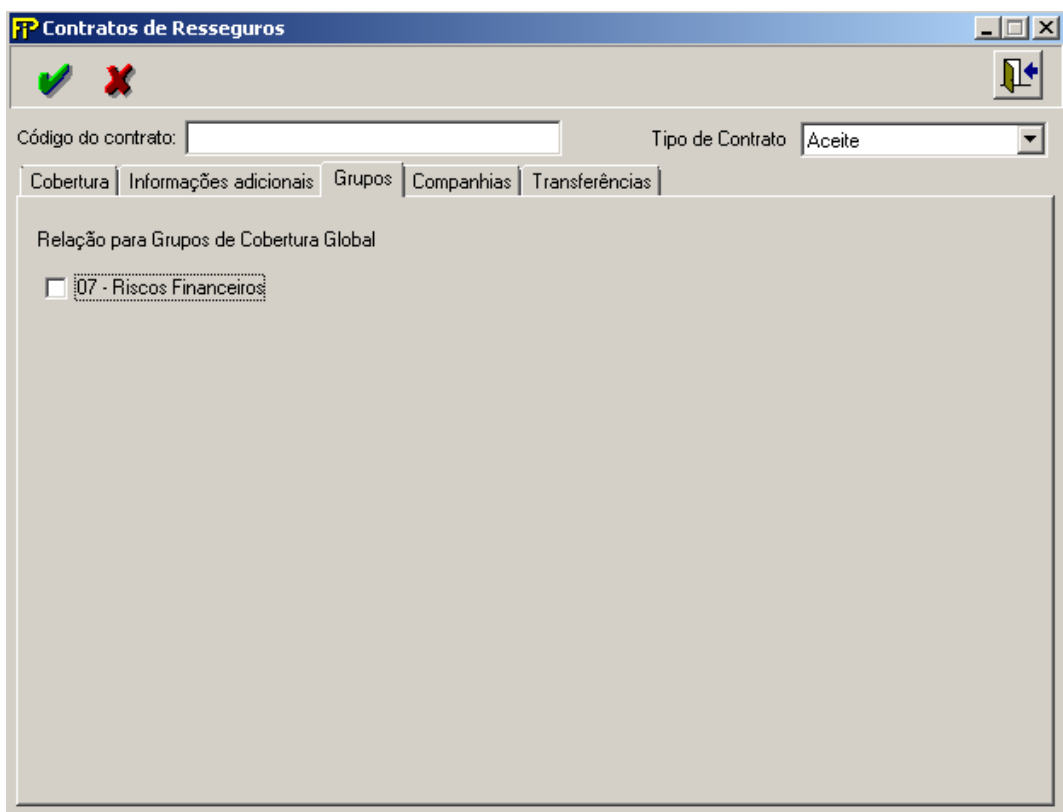 FiP Contratos de Resseguros
Código do contrato: Tipo de Contrato Aceite
Cobertura Informações adicionais Grupos Companhias Transferências
Relação para Grupos de Cobertura Global
07 - Riscos Financeiros